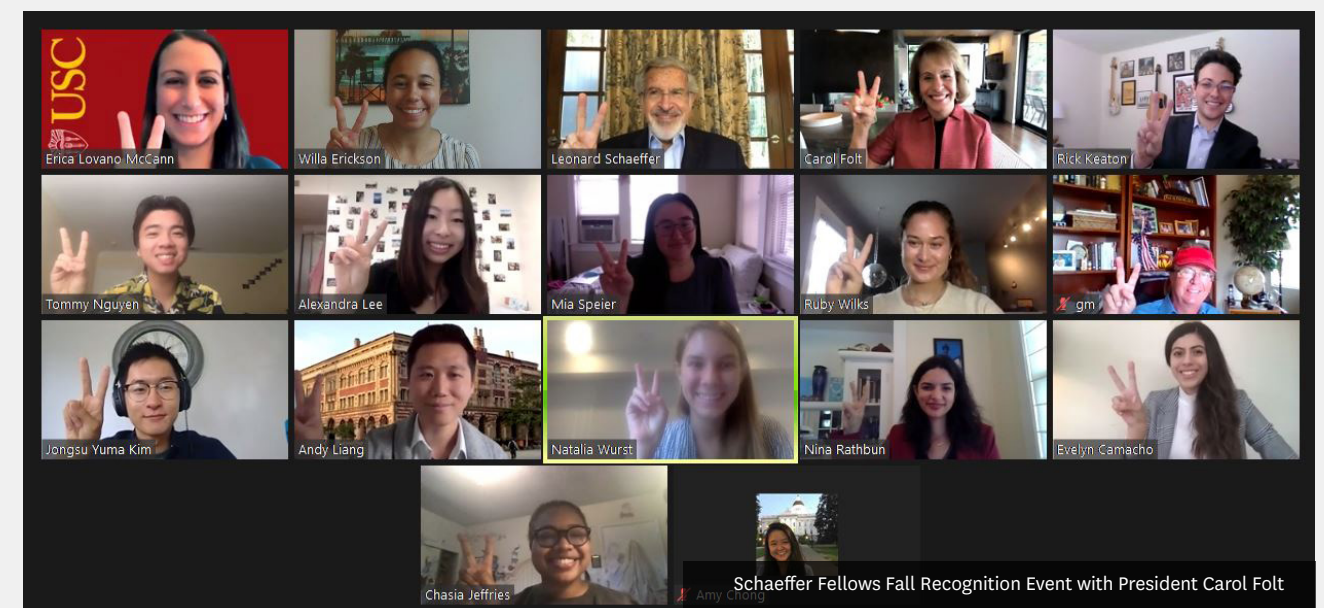 USC
Erica Lovano McCann
Willa Erickson
Leonard Schaeffer
Carol Folt
Rick Keaton
Tommy Nguyen
Alexandra Lee
Mia Speier
Ruby Wilks
gm
Jongsu Yuma Kim
Andy Liang
Natalia Wurst
Nina Rathbun
Evelyn Camacho
Chasia Jeffries
Amy Chong
Schaeffer Fellows Fall Recognition Event with President Carol Folt